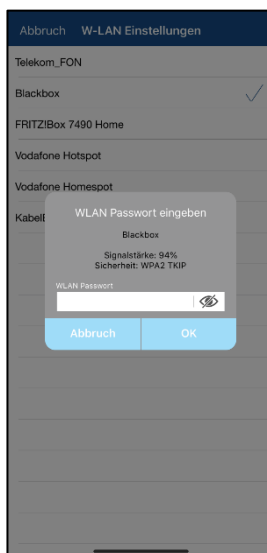 Abbruch W-LAN Einstellungen
Telekom_FON
Blackbox
FRITZ!Box 7490 Home
Vodafone Hotspot
Vodafone Homespot
WLAN Passwort eingeben
Blackbox
Signalstärke: 94%
Sicherheit: WPA2 TKIP
WLAN Passwort
Abbruch OK